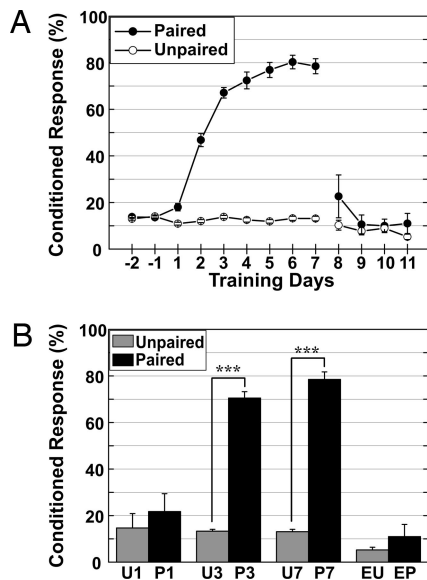 A
Conditioned Response (%)
100
80
60
40
20
0
Paired
Unpaired
-2 -1 1 2 3 4 5 6 7 8 9 10 11
Training Days
B
Conditioned Response (%)
100
80
60
40
20
0
Unpaired
Paired
***
***
U1 P1 U3 P3 U7 P7 EU EP